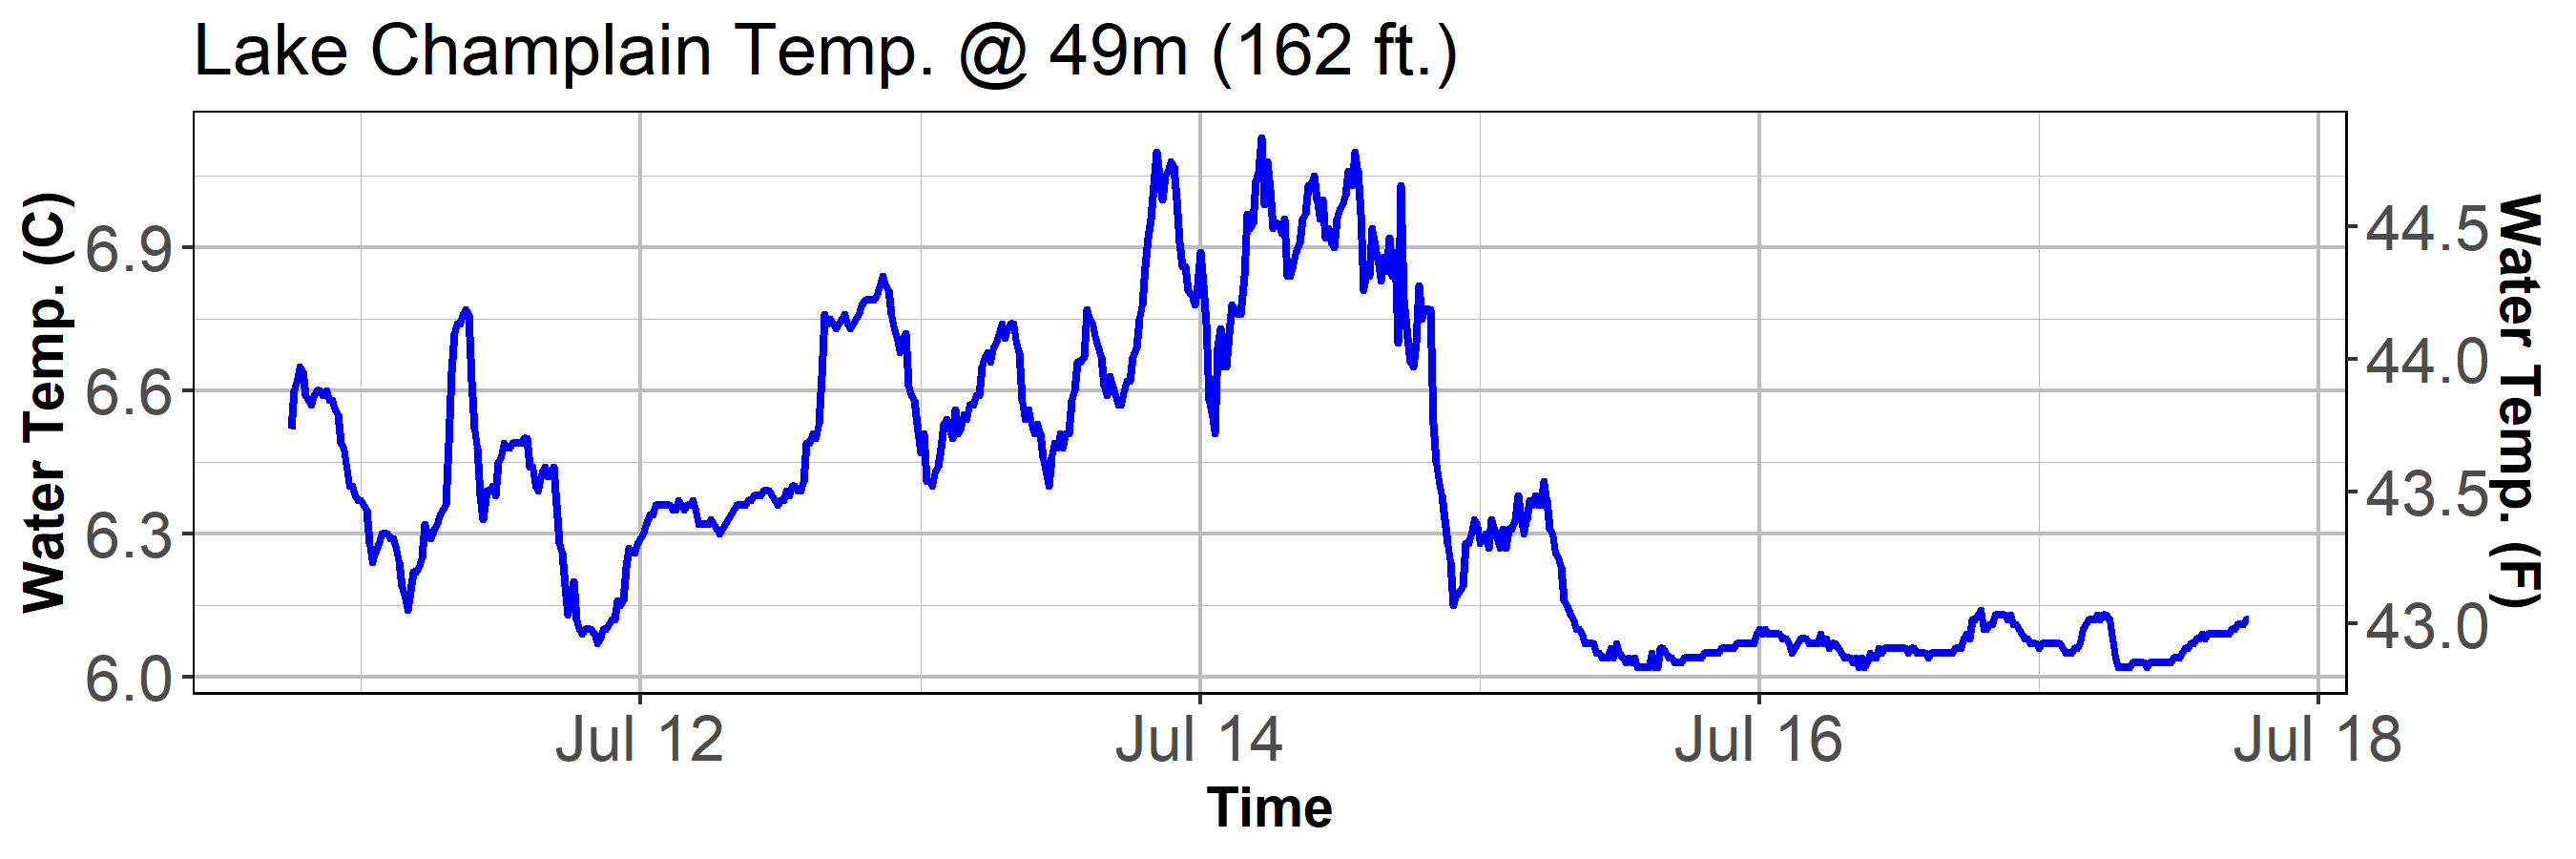 Lake Champlain Temp. @ 49m (162 ft.)
Water Temp. (C)
6.9
6.6
6.3
6.0
44.5
44.0
43.5
43.0
Water Temp. (F)
Jul 12
Jul 14
Jul 16
Jul 18
Time